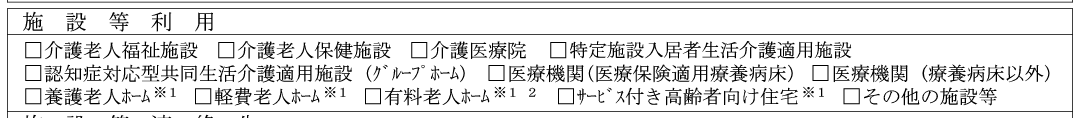 施 設 等 利 用
□介護老人福祉施設 □介護老人保健施設 □介護医療院 □特定施設入居者生活介護適用施設
□認知症対応型共同生活介護適用施設（ｸﾞﾙｰﾌﾟﾎｰﾑ） □医療機関（医療保険適用療養病床） □医療機関（療養病床以外）
□養護老人ﾎｰﾑ※１ □軽費老人ﾎｰﾑ※１ □有料老人ﾎｰﾑ※１ ２ □ｻｰﾋﾞｽ付き高齢者向け住宅※１ □その他の施設等